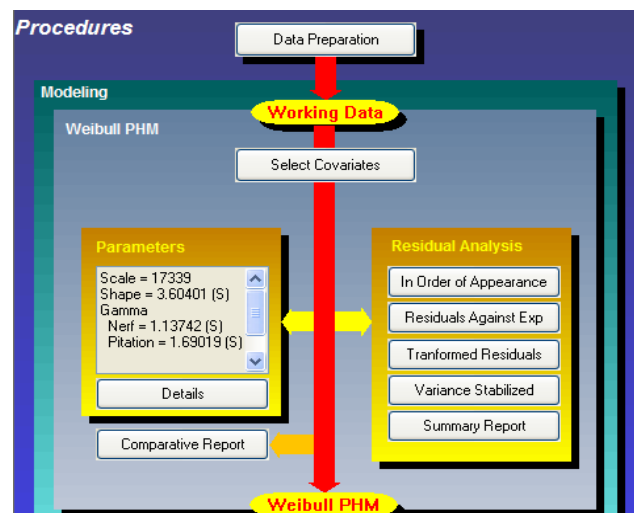 Procedures
Data Preparation
Modeling
Working Data
Weibull PHM
Select Covariates
Parameters
Scale = 17339
Shape = 3.60401 (S)
Gamma
Nerf = 1.13742 (S)
Pitation = 1.69019 (S)
Details
Comparative Report
Residual Analysis
In Order of Appearance
Residuals Against Exp
Tranformed Residuals
Variance Stabilized
Summary Report
Weibull PHM